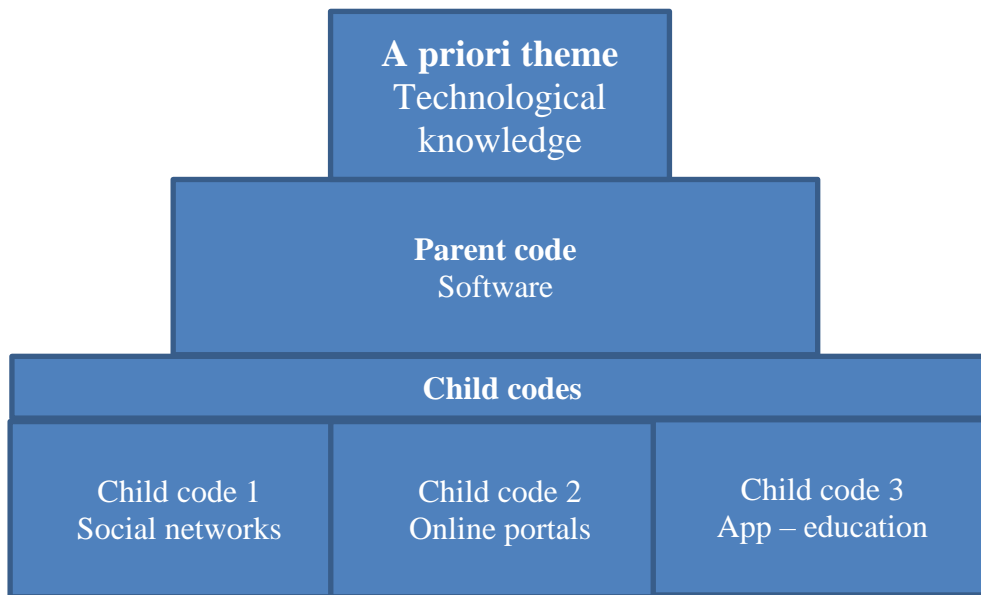 A priori theme
Technological
knowledge
Parent code
Software
Child codes
Child code 1
Social networks
Child code 2
Online portals
Child code 3
App – education